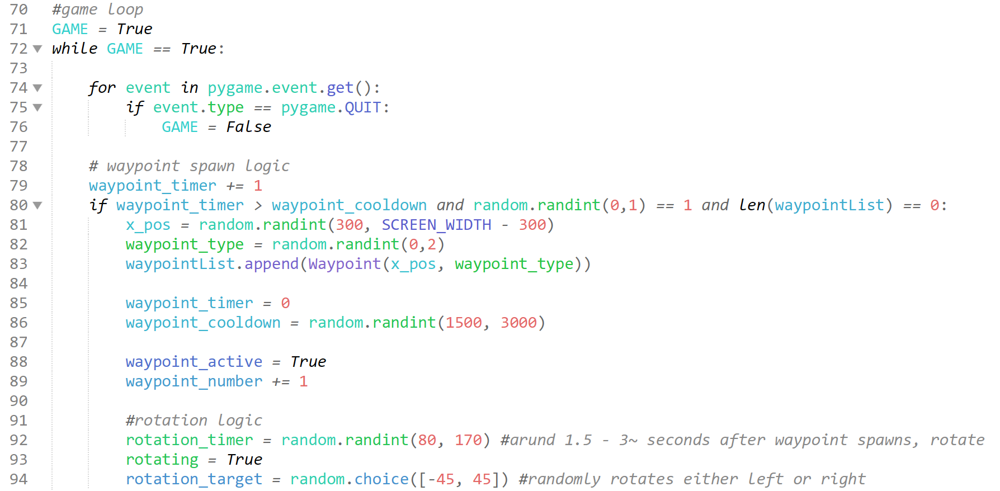 70 #game loop
71 GAME = True
72 while GAME == True:
73
74 for event in pygame.event.get():
75 if event.type == pygame.QUIT:
76 GAME = False
77
78 # waypoint spawn logic
79 waypoint_timer += 1
80 if waypoint_timer > waypoint_cooldown and random.randint(0,1) == 1 and len(waypointList) == 0:
81 x_pos = random.randint(300, SCREEN_WIDTH - 300)
82 waypoint_type = random.randint(0,2)
83 waypointList.append(Waypoint(x_pos, waypoint_type))
84
85 waypoint_timer = 0
86 waypoint_cooldown = random.randint(1500, 3000)
87
88 waypoint_active = True
89 waypoint_number += 1
90
91 #rotation logic
92 rotation_timer = random.randint(80, 170) #arund 1.5 - 3~ seconds after waypoint spawns, rotate
93 rotating = True
94 rotation_target = random.choice([-45, 45]) #randomly rotates either left or right